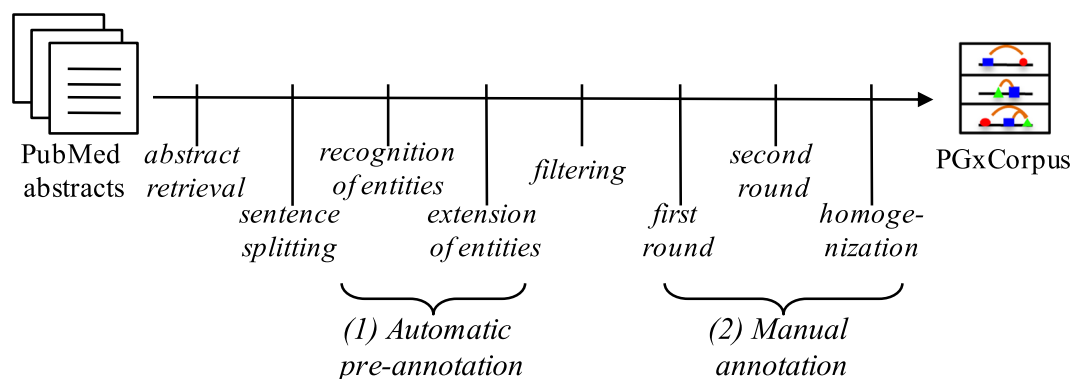 PubMed
abstracts
abstract
retrieval
sentence
splitting
recognition
of entities
extension
of entities
filtering
first
round
second
round
homoge-
nization
PGxCorpus
(1) Automatic
pre-annotation
(2) Manual
annotation